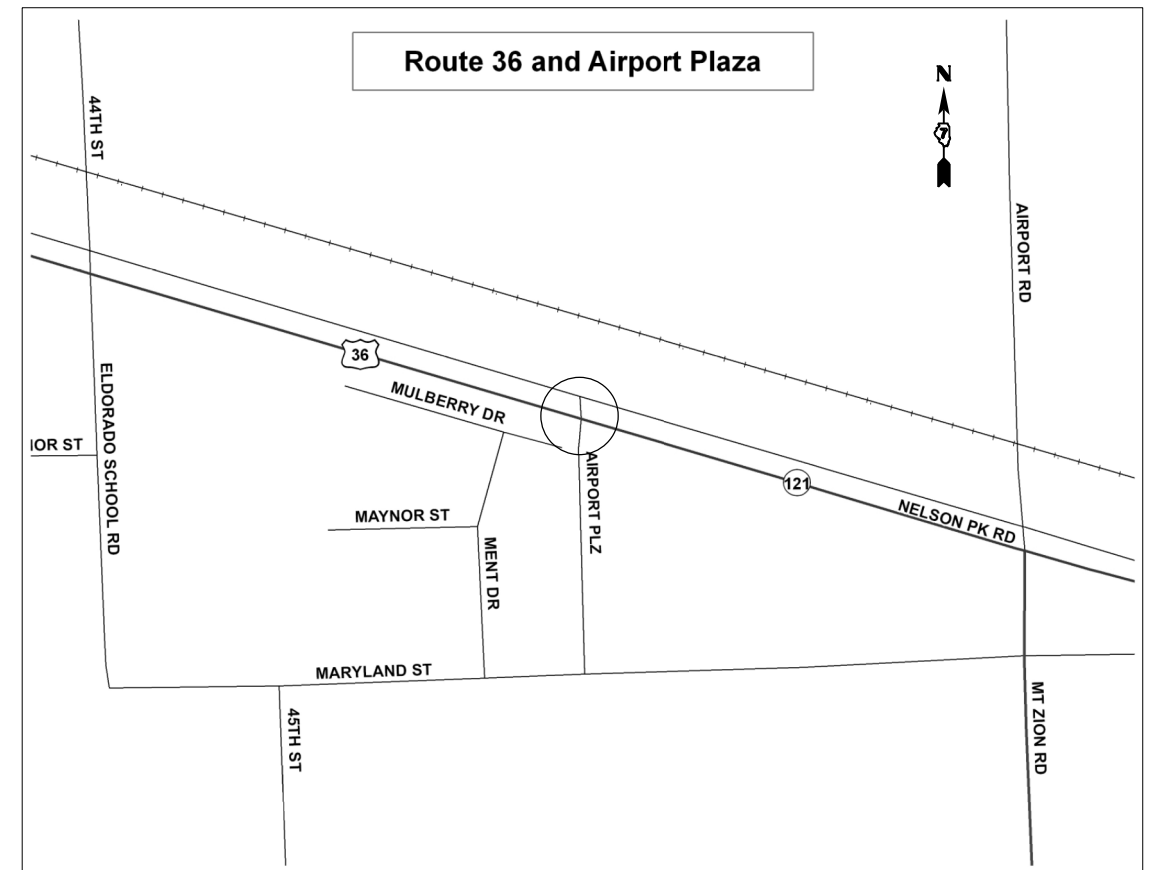 Route 36 and Airport Plaza
N
7
44TH ST
AIRPORT RD
36
MULBERRY DR
ELDORADO SCHOOL RD
IOR ST
AIRPORT PLZ
121
NELSON PK RD
MAYNOR ST
MENT DR
MARYLAND ST
45TH ST
MT ZION RD